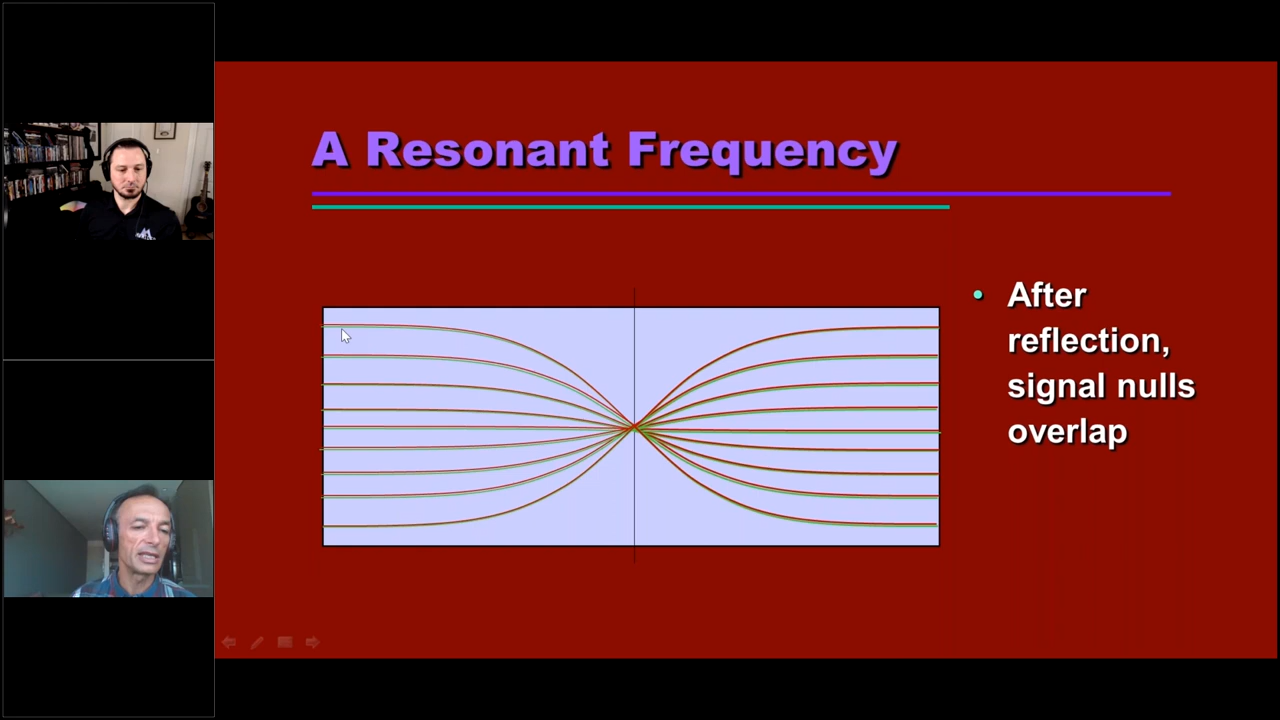 A Resonant Frequency
• After
reflection,
signal nulls
overlap